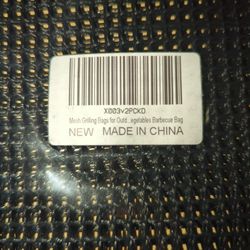 X003V2PCKD
Mesh Grilling Bags for Outd...egetables Barbecue Bag
NEW MADE IN CHINA